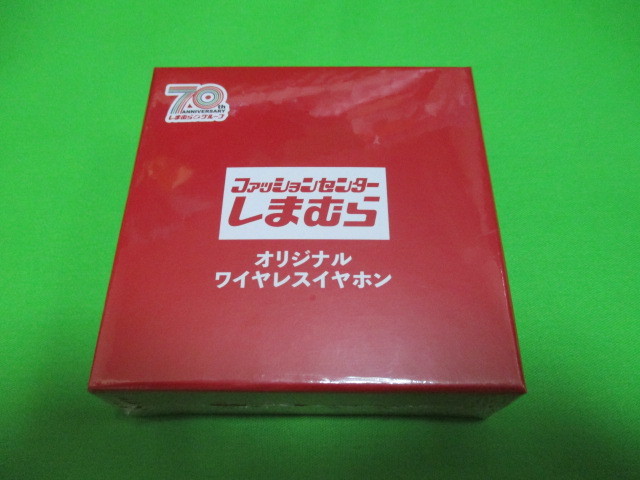 70th
ANNIVERSARY
しまむらグループ
ファッションセンター
しまむら
オリジナル
ワイヤレスイヤホン